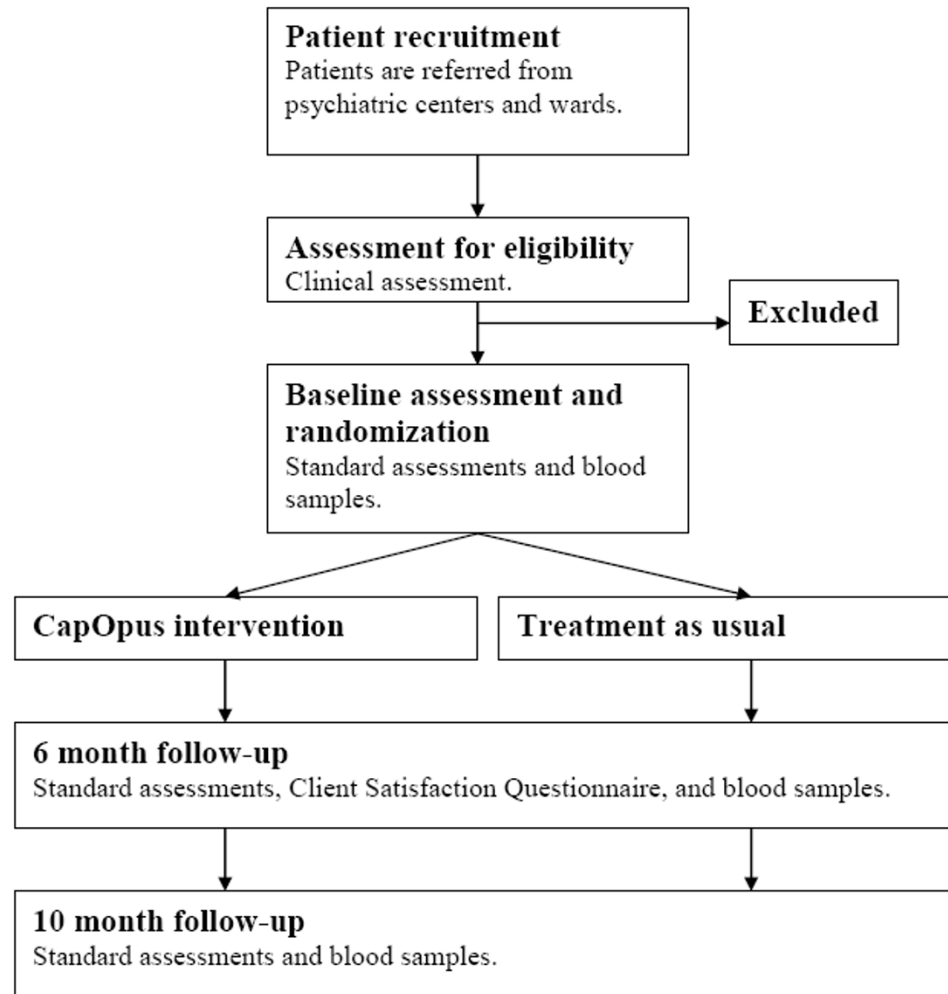 Patient recruitment
Patients are referred from
psychiatric centers and wards.
Assessment for eligibility
Clinical assessment.
Excluded
Baseline assessment and
randomization
Standard assessments and blood
samples.
CapOpus intervention
Treatment as usual
6 month follow-up
Standard assessments, Client Satisfaction Questionnaire, and blood samples.
10 month follow-up
Standard assessments and blood samples.